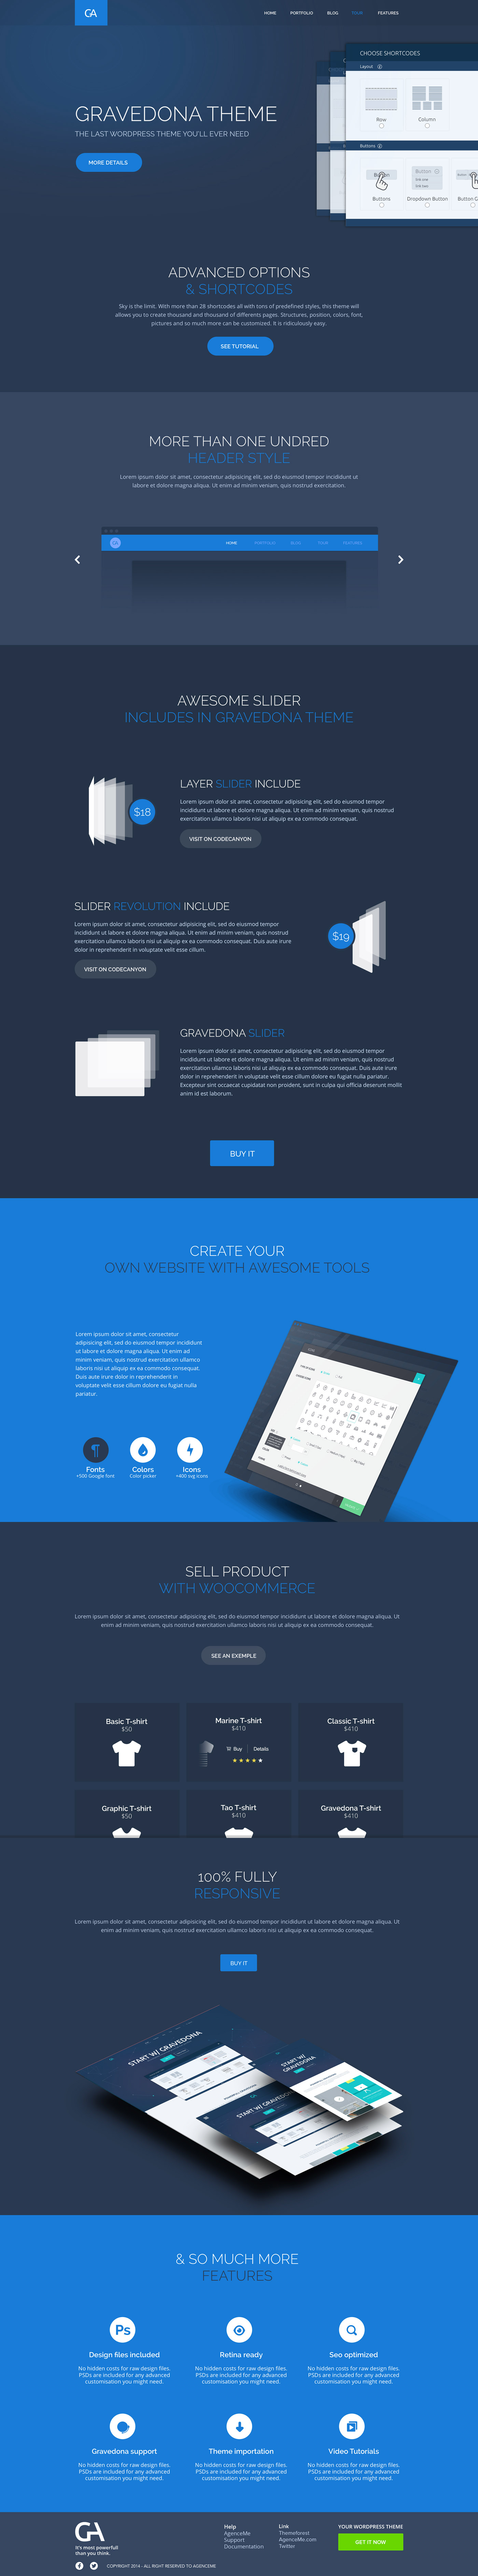 GA
HOME PORTFOLIO BLOG TOUR FEATURES
GRAVEDONA THEME
THE LAST WORDPRESS THEME YOU'LL EVER NEED
MORE DETAILS
CHOOSE SHORTCODES
Layout
Row Column
Buttons
Button
Button
link one
link two
Buttons Dropdown Button Button G
ADVANCED OPTIONS
& SHORTCODES
Sky is the limit. With more than 28 shortcodes all with tons of predefined styles, this theme will
allows you to create thousand and thousand of differents pages. Structures, position, colors, font,
pictures and so much more can be customized. It is ridiculously easy.
SEE TUTORIAL
MORE THAN ONE UNDRED
HEADER STYLE
Lorem ipsum dolor sit amet, consectetur adipisicing elit, sed do eiusmod tempor incididunt ut
labore et dolore magna aliqua. Ut enim ad minim veniam, quis nostrud exercitation.
HOME PORTFOLIO BLOG TOUR FEATURES
AWESOME SLIDER
INCLUDES IN GRAVEDONA THEME
$18
LAYER SLIDER INCLUDE
Lorem ipsum dolor sit amet, consectetur adipisicing elit, sed do eiusmod tempor
incididunt ut labore et dolore magna aliqua. Ut enim ad minim veniam, quis nostrud
exercitation ullamco laboris nisi ut aliquip ex ea commodo consequat.
VISIT ON CODECANYON
SLIDER REVOLUTION INCLUDE
Lorem ipsum dolor sit amet, consectetur adipisicing elit, sed do eiusmod tempor
incididunt ut labore et dolore magna aliqua. Ut enim ad minim veniam, quis nostrud
exercitation ullamco laboris nisi ut aliquip ex ea commodo consequat. Duis aute irure
dolor in reprehenderit in voluptate velit esse cillum dolore.
VISIT ON CODECANYON
$19
GRAVEDONA SLIDER
Lorem ipsum dolor sit amet, consectetur adipisicing elit, sed do eiusmod tempor
incididunt ut labore et dolore magna aliqua. Ut enim ad minim veniam, quis nostrud
exercitation ullamco laboris nisi ut aliquip ex ea commodo consequat. Duis aute irure
dolor in reprehenderit in voluptate velit esse cillum dolore eu fugiat nulla pariatur.
Excepteur sint occaecat cupidatat non proident, sunt in culpa qui officia deserunt mollit
anim id est laborum.
BUY IT
CREATE YOUR
OWN WEBSITE WITH AWESOME TOOLS
Lorem ipsum dolor sit amet, consectetur
adipisicing elit, sed do eiusmod tempor incididunt
ut labore et dolore magna aliqua. Ut enim ad
minim veniam, quis nostrud exercitation ullamco
laboris nisi ut aliquip ex ea commodo consequat.
Duis aute irure dolor in reprehenderit in
voluptate velit esse cillum dolore eu fugiat nulla
pariatur.
Fonts Colors Icons
+500 Google font Color picker +400 svg icons
SELL PRODUCT
WITH WOOCOMMERCE
Lorem ipsum dolor sit amet, consectetur adipisicing elit, sed do eiusmod tempor incididunt ut labore et dolore magna aliqua. Ut
enim ad minim veniam, quis nostrud exercitation ullamco laboris nisi ut aliquip ex ea commodo consequat.
SEE AN EXEMPLE
Basic T-shirt Marine T-shirt Classic T-shirt
$50 $410 $410
Buy Details
Graphic T-shirt Tao T-shirt Gravedona T-shirt
$50 $410 $410
100% FULLY
RESPONSIVE
Lorem ipsum dolor sit amet, consectetur adipisicing elit, sed do eiusmod tempor incididunt ut labore et dolore magna aliqua. Ut
enim ad minim veniam, quis nostrud exercitation ullamco laboris nisi ut aliquip ex ea commodo consequat.
BUY IT
START W/ GRAVEDONA
START W/
GRAVEDONA
START W/ GRAVEDONA
& SO MUCH MORE
FEATURES
Ps
Design files included Retina ready Seo optimized
No hidden costs for raw design files. No hidden costs for raw design files. No hidden costs for raw design files.
PSDs are included for any advanced PSDs are included for any advanced PSDs are included for any advanced
customisation you might need. customisation you might need. customisation you might need.
Gravedona support Theme importation Video Tutorials
No hidden costs for raw design files. No hidden costs for raw design files. No hidden costs for raw design files.
PSDs are included for any advanced PSDs are included for any advanced PSDs are included for any advanced
customisation you might need. customisation you might need. customisation you might need.
GA
It's most powerfull
than you think.
Help
AgenceMe
Support
Documentation
Link
Themeforest
AgenceMe.com
Twitter
YOUR WORDPRESS THEME
GET IT NOW
COPYRIGHT 2014 - ALL RIGHT RESERVED TO AGENCEME